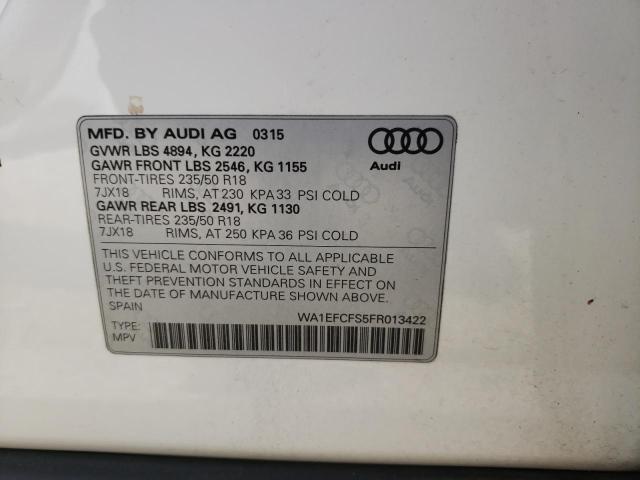 MFD. BY AUDI AG 0315
GVWR LBS 4894, KG 2220
GAWR FRONT LBS 2546, KG 1155
FRONT-TIRES 235/50 R18
7JX18 RIMS, AT 230 KPA33 PSI COLD
GAWR REAR LBS 2491, KG 1130
REAR-TIRES 235/50 R18
7JX18 RIMS, AT 250 KPA 36 PSI COLD
Audi
THIS VEHICLE CONFORMS TO ALL APPLICABLE
U.S. FEDERAL MOTOR VEHICLE SAFETY AND
THEFT PREVENTION STANDARDS IN EFFECT ON
THE DATE OF MANUFACTURE SHOWN ABOVE.
SPAIN
WA1EFCFS5FR013422
TYPE:
MPV